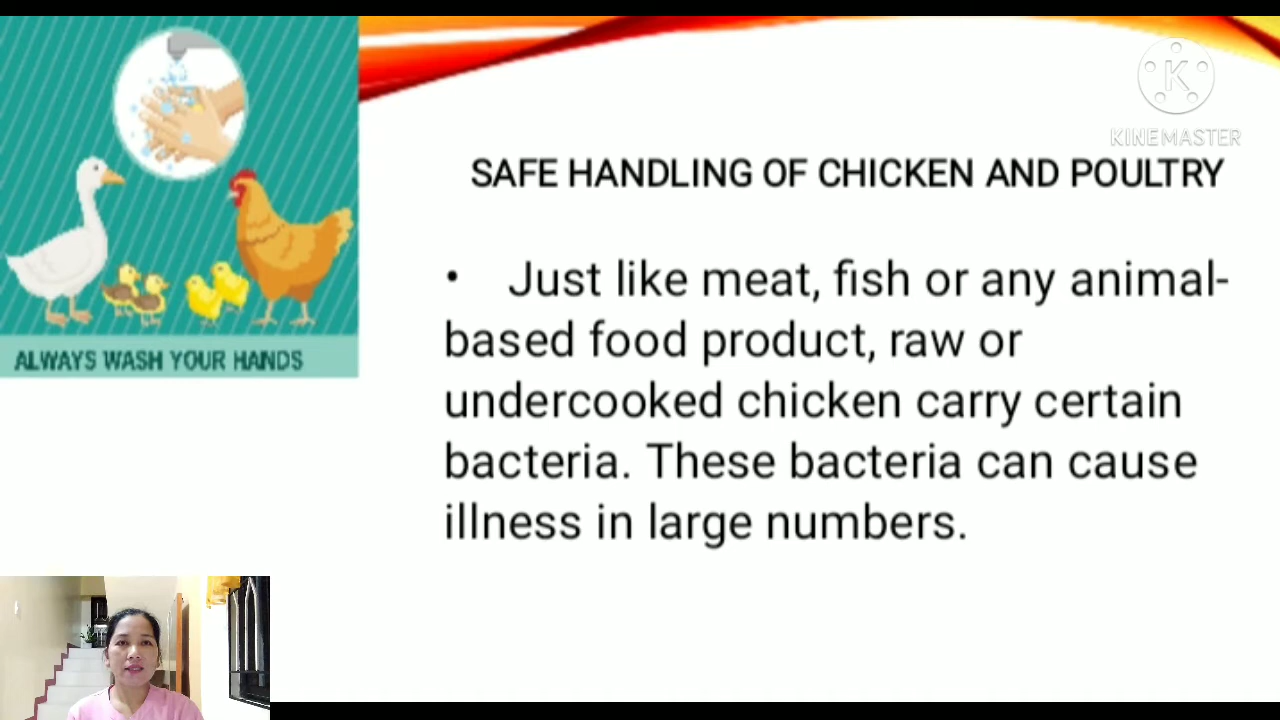 K
KINEMASTER
SAFE HANDLING OF CHICKEN AND POULTRY
• Just like meat, fish or any animal-
based food product, raw or
undercooked chicken carry certain
bacteria. These bacteria can cause
illness in large numbers.
ALWAYS WASH YOUR HANDS